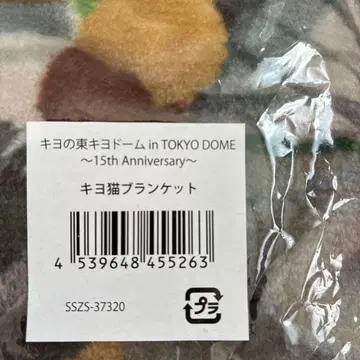 キヨの東キヨドーム in TOKYO DOME
～15th Anniversary～
キヨ猫ブランケット
4 539648 455263
SSZS-37320
プラ